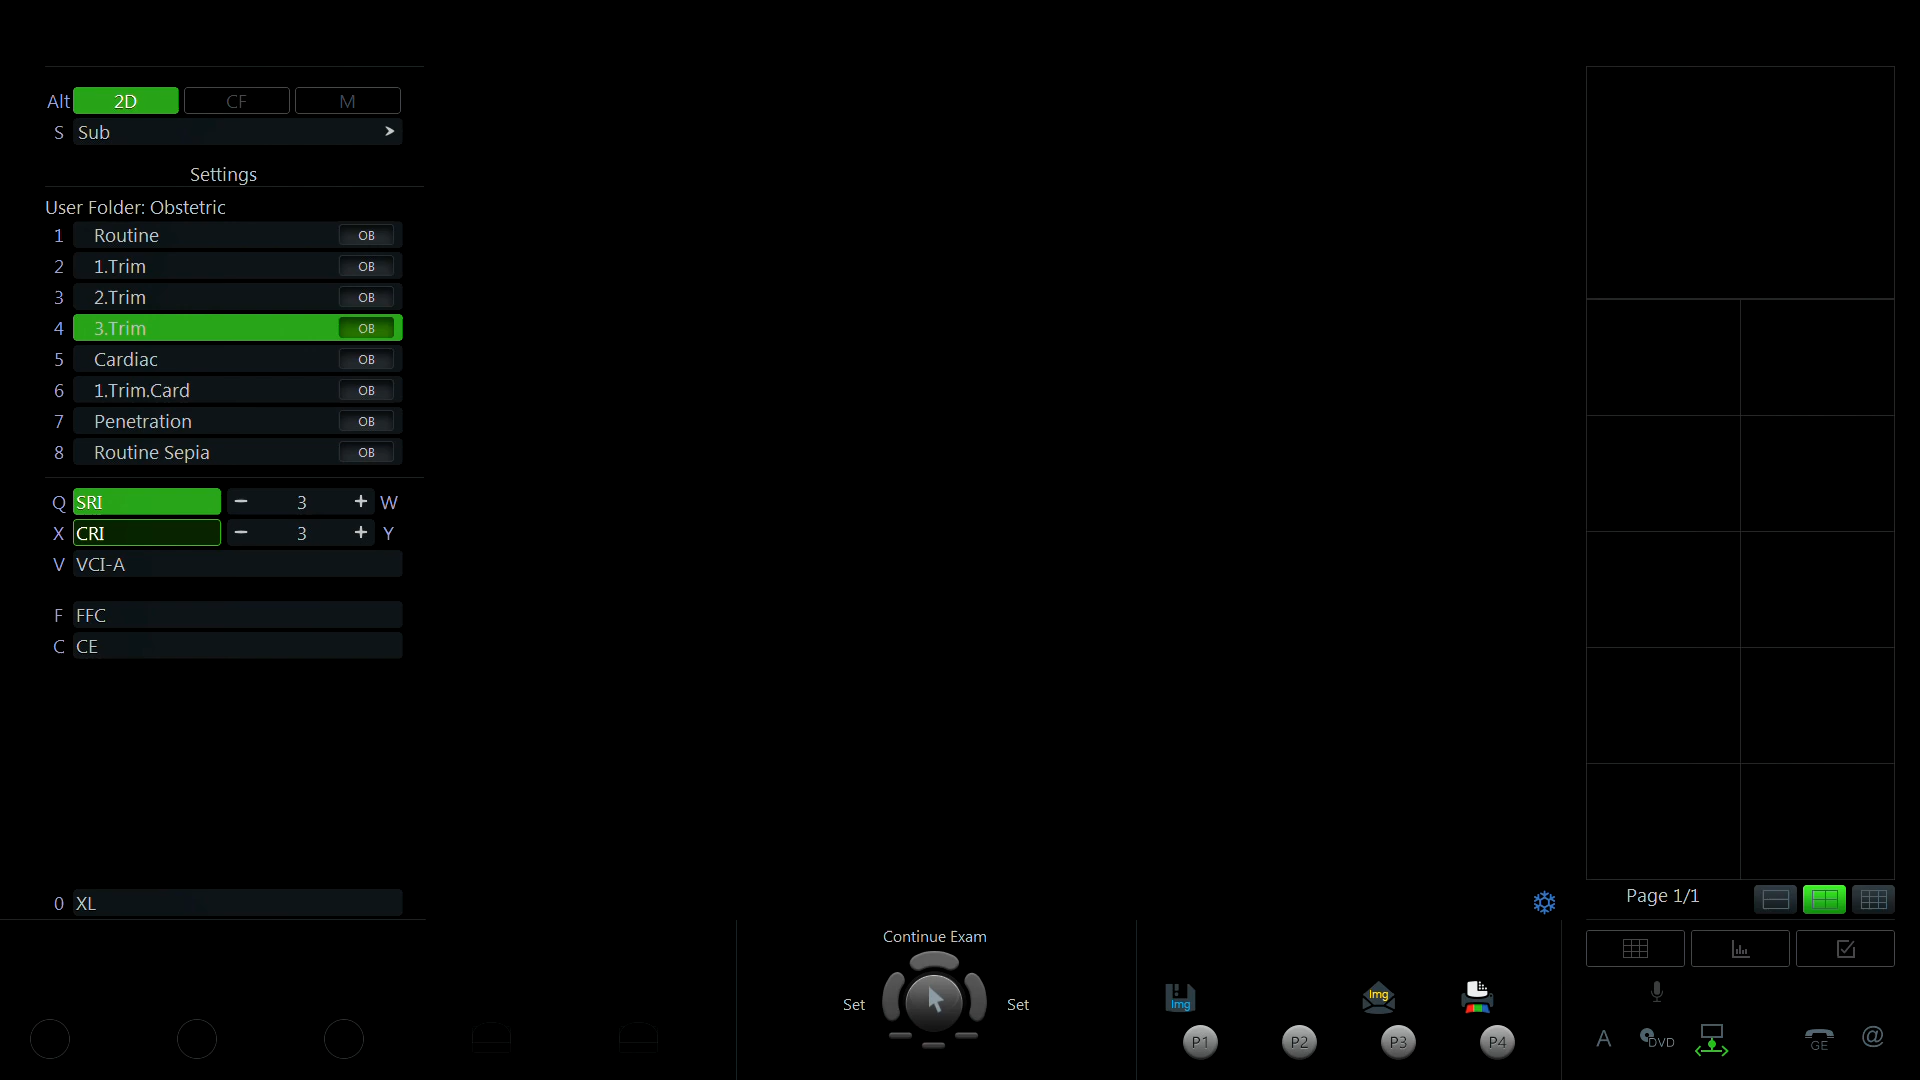 Alt 2D CF M
S Sub >
Settings
User Folder: Obstetric
1 Routine OB
2 1.Trim OB
3 2.Trim OB
4 3.Trim OB
5 Cardiac OB
6 1.Trim.Card OB
7 Penetration OB
8 Routine Sepia OB
Q SRI − 3 + W
X CRI − 3 + Y
V VCI-A
F FFC
C CE
0 XL
Page 1/1
Continue Exam
Set Set
Img Img
P1 P2 P3 P4
A DVD GE @